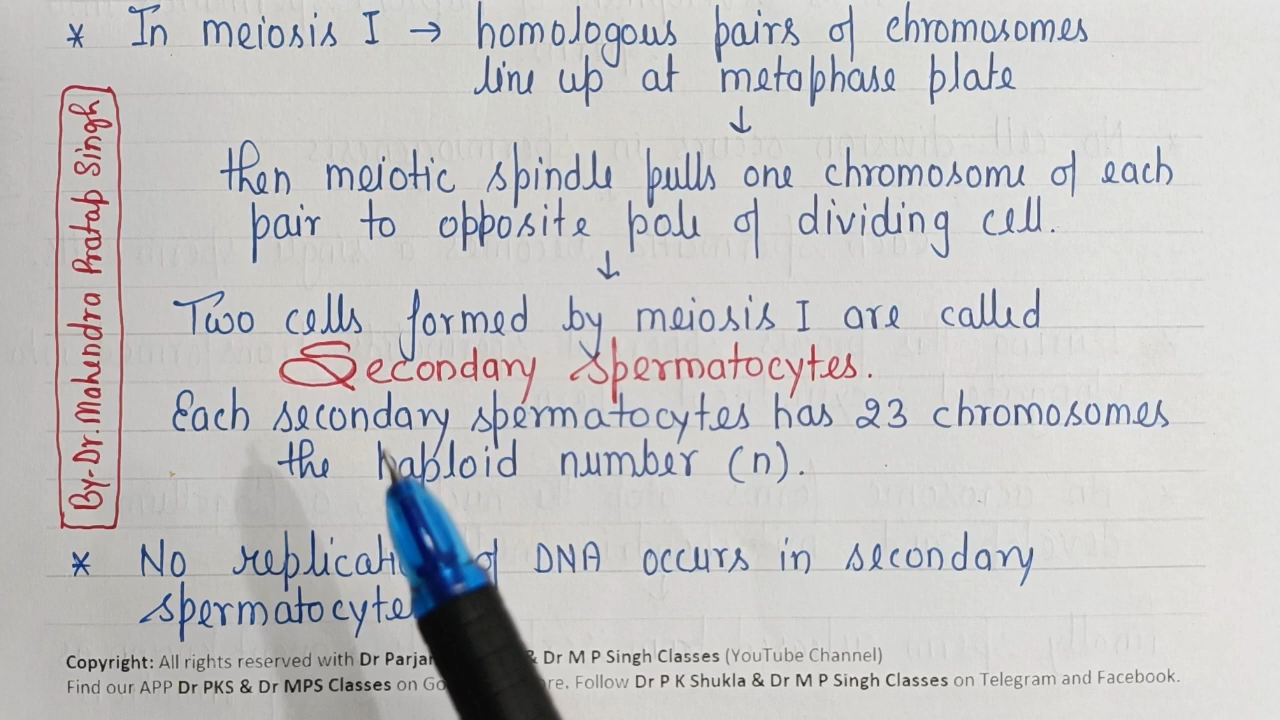 * In meiosis I → homologous pairs of chromosomes
line up at metaphase plate
↓
then meiotic spindle pulls one chromosome of each
pair to opposite pole of dividing cell.
↓
Two cells formed by meiosis I are called
Secondary spermatocytes.
Each secondary spermatocytes has 23 chromosomes
the haploid number (n).
* No replicati of DNA occurs in secondary
spermatocyte
By-Dr. Mahendra Pratap Singh
Copyright: All rights reserved with Dr Parjan & Dr M P Singh Classes (YouTube Channel)
Find our APP Dr PKS & Dr MPS Classes on Go re. Follow Dr P K Shukla & Dr M P Singh Classes on Telegram and Facebook.